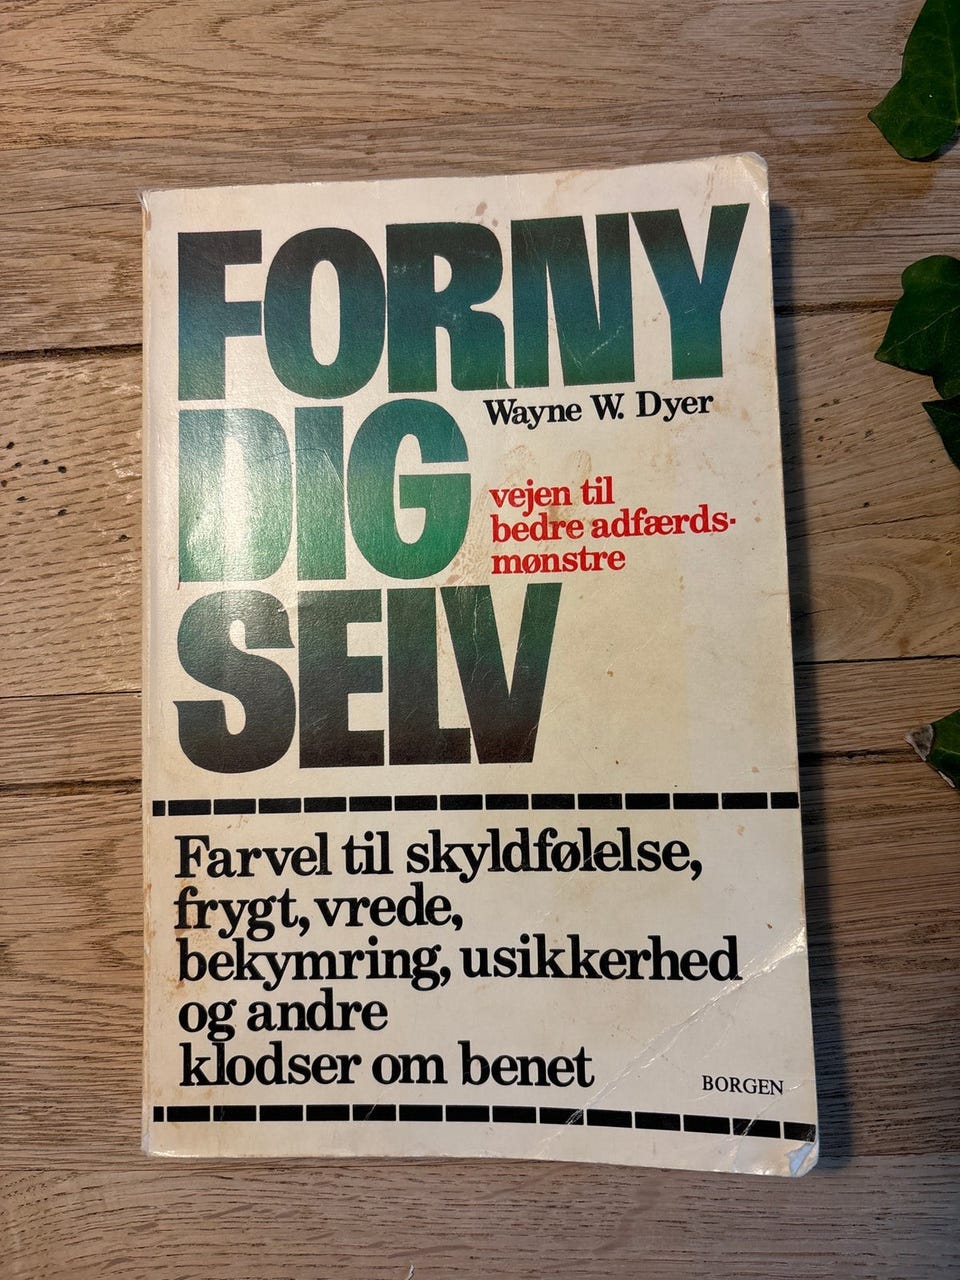 FORNY
Wayne W. Dyer
DIG
vejen til
bedre adfærds-
mønstre
SELV
Farvel til skyldfølelse,
frygt, vrede,
bekymring, usikkerhed
og andre
klodser om benet
BORGEN